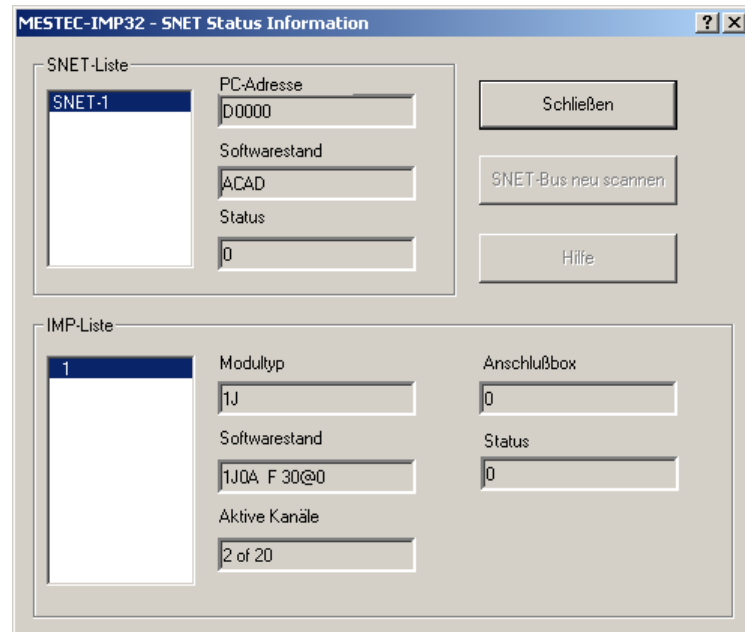 MESTEC-IMP32 - SNET Status Information
SNET-Liste
SNET-1
PC-Adresse
D0000
Softwarestand
ACAD
Status
0
Schließen
SNET-Bus neu scannen
Hilfe
IMP-Liste
1
Modultyp
1J
Softwarestand
1J0A F 30@0
Aktive Kanäle
2 of 20
Anschlußbox
0
Status
0